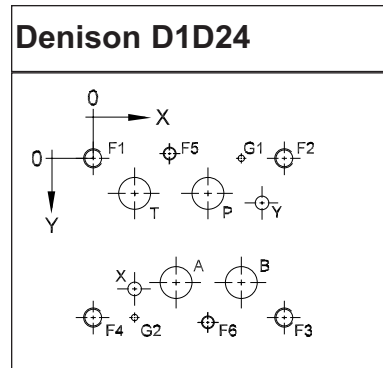 Denison D1D24
0
X
0 F1 F5 G1 F2
Y
T P Y
X A B
F4 G2 F6 F3